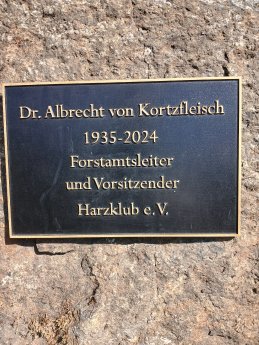 Dr. Albrecht von Kortzfleisch
1935-2024
Forstamtsleiter
und Vorsitzender
Harzklub e.V.